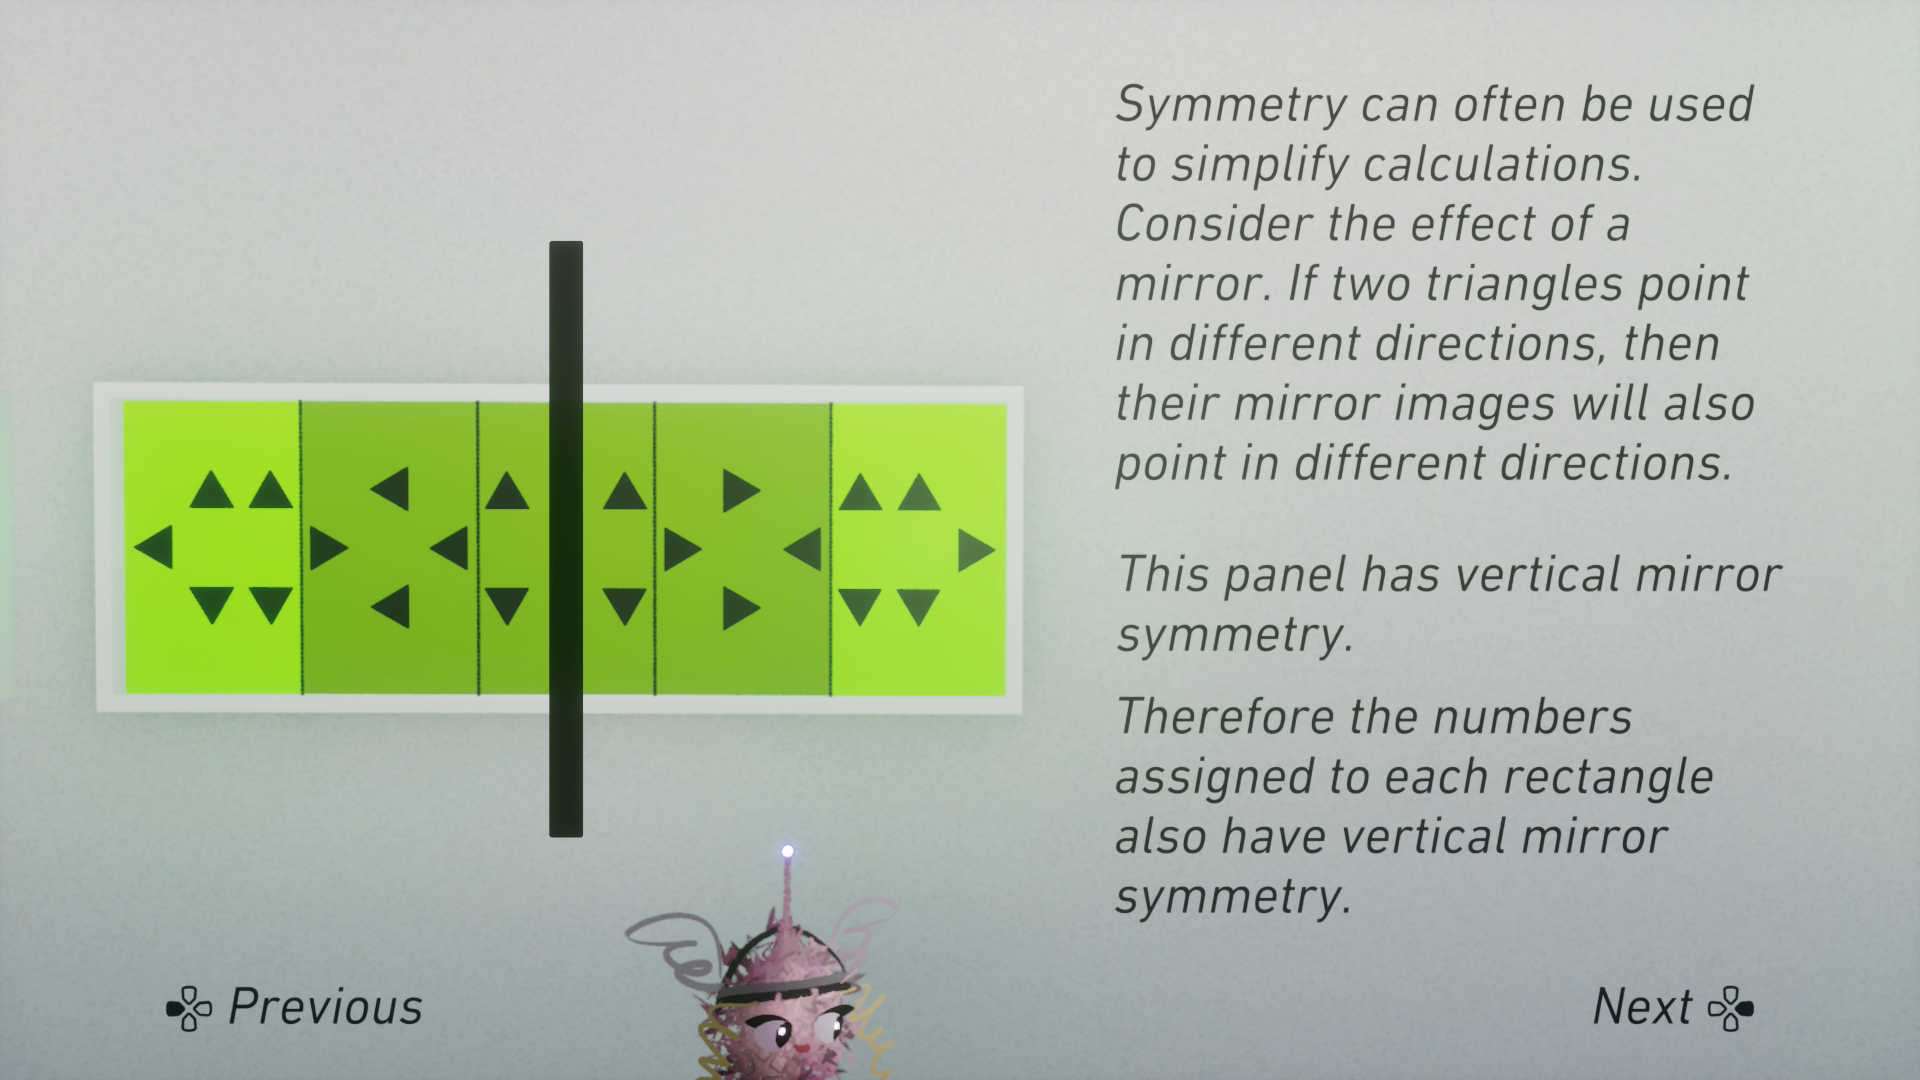 Symmetry can often be used
to simplify calculations.
Consider the effect of a
mirror. If two triangles point
in different directions, then
their mirror images will also
point in different directions.
This panel has vertical mirror
symmetry.
Therefore the numbers
assigned to each rectangle
also have vertical mirror
symmetry.
Previous
Next